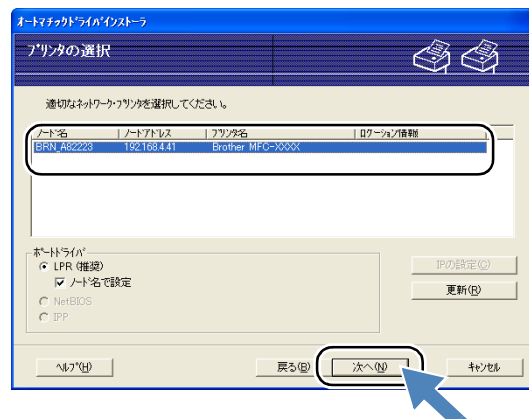 オートマチックドライバインストーラ
プリンタの選択
適切なネットワーク・プリンタを選択してください。
ノード名 ノードアドレス プリンタ名 ロケーション情報
BRN_A82223 192.168.4.41 Brother MFC-XXXX
ポートドライバ
LPR (推奨)
ノード名で設定
NetBIOS
IPP
IPの設定(C)
更新(R)
ヘルプ(H) 戻る(B) 次へ(N) キャンセル